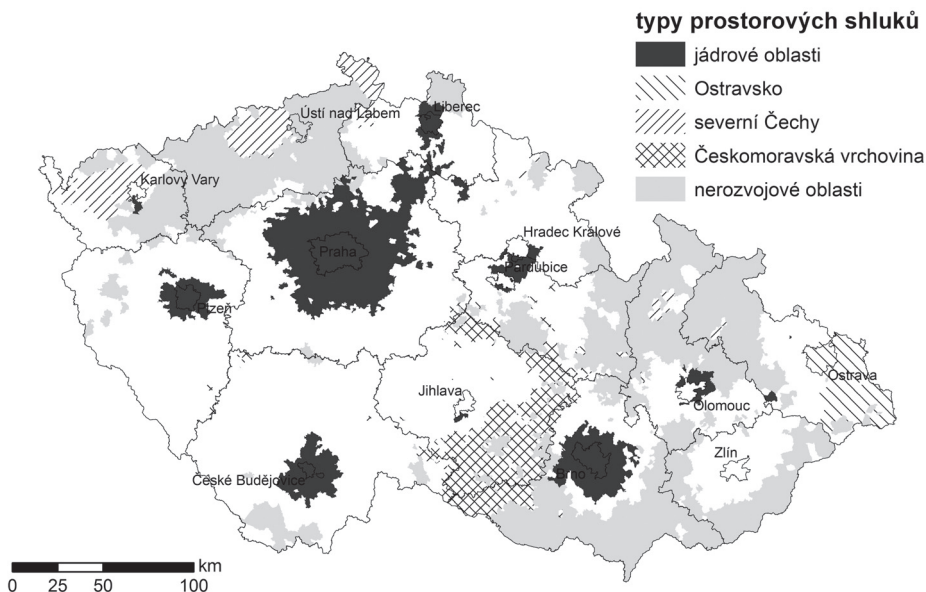 typy prostorových shluků
jádrové oblasti
Ostravsko
severní Čechy
Českomoravská vrchovina
nerozvojové oblasti
Liberec
Ústí nad Labem
Karlovy Vary
Hradec Králové
Praha
Pardubice
Plzeň
Ostrava
Jihlava
Olomouc
Zlín
Brno
České Budějovice
km
0 25 50 100